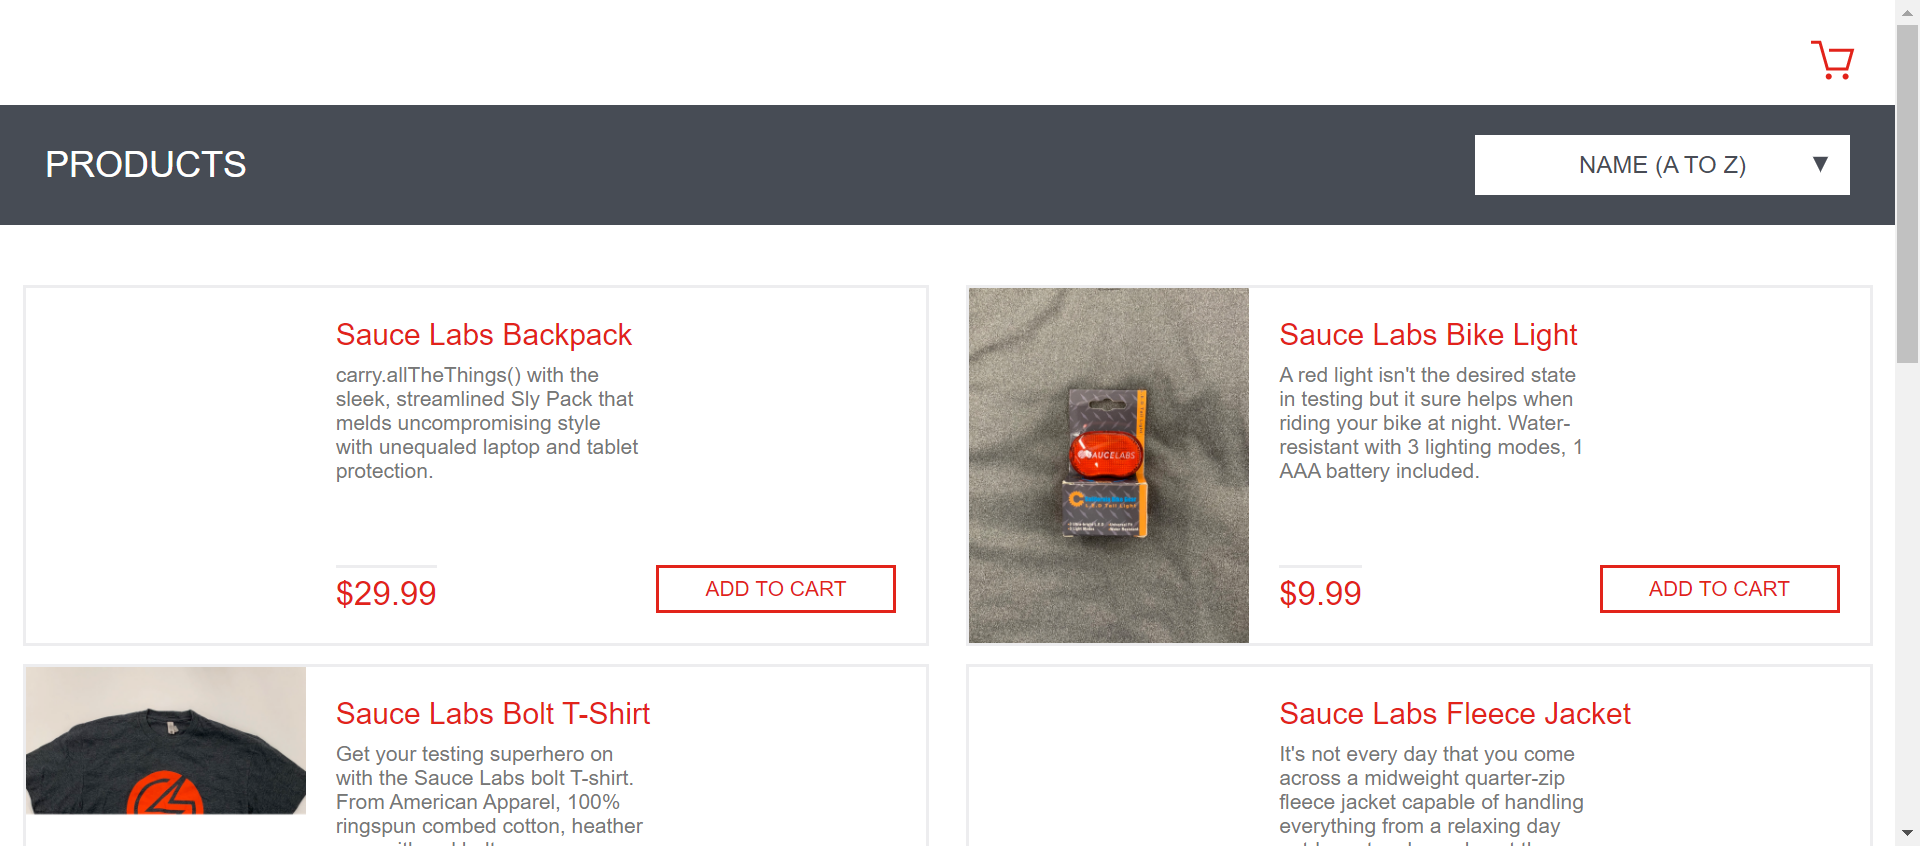 PRODUCTS
NAME (A TO Z)
Sauce Labs Backpack
carry.allTheThings() with the
sleek, streamlined Sly Pack that
melds uncompromising style
with unequaled laptop and tablet
protection.
$29.99
ADD TO CART
SAUCELABS
Sauce Labs Bike Light
A red light isn't the desired state
in testing but it sure helps when
riding your bike at night. Water-
resistant with 3 lighting modes, 1
AAA battery included.
$9.99
ADD TO CART
Sauce Labs Bolt T-Shirt
Get your testing superhero on
with the Sauce Labs bolt T-shirt.
From American Apparel, 100%
ringspun combed cotton, heather
Sauce Labs Fleece Jacket
It's not every day that you come
across a midweight quarter-zip
fleece jacket capable of handling
everything from a relaxing day